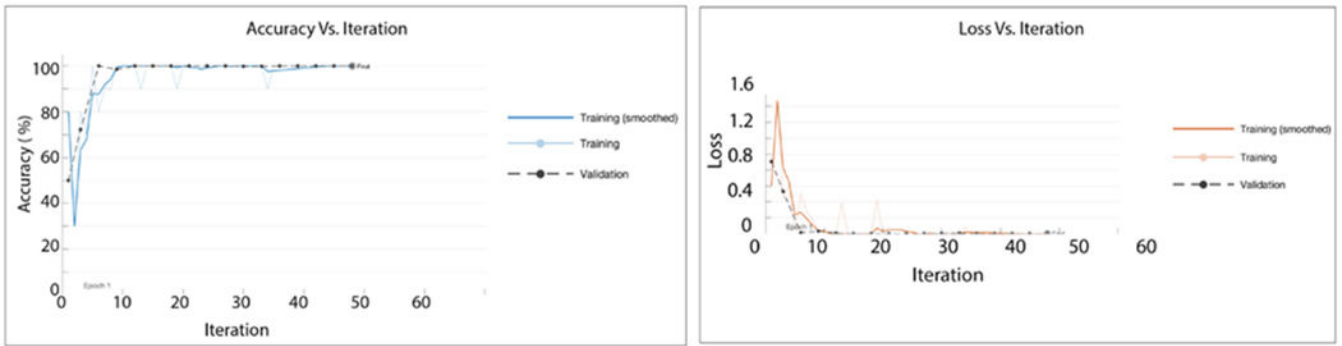 Accuracy Vs. Iteration
100
80
60
40
20
0
Accuracy (%)
Epoch 1
0 10 20 30 40 50 60
Iteration
Final
Training (smoothed)
Training
Validation
Loss Vs. Iteration
1.6
1.2
0.8
0.4
0
Loss
Epoch 1
0 10 20 30 40 50 60
Iteration
Training (smoothed)
Training
Validation